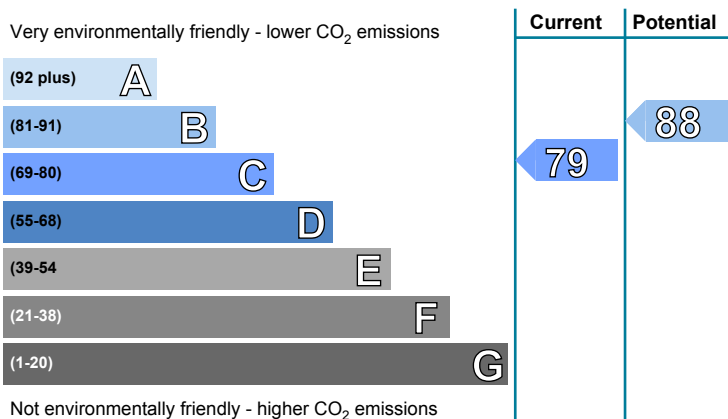 Current Potential
Very environmentally friendly - lower CO2 emissions
(92 plus) A
(81-91) B
88
(69-80) C
79
(55-68) D
(39-54 E
(21-38) F
(1-20) G
Not environmentally friendly - higher CO2 emissions